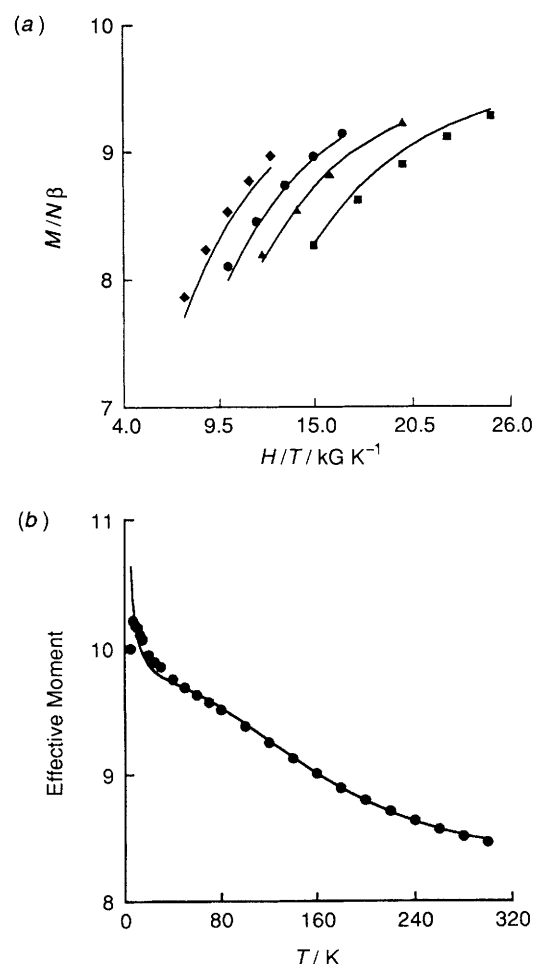 (a)
10
9
8
7
M/Nβ
4.0 9.5 15.0 20.5 26.0
H/T / kG K⁻¹
(b)
11
10
9
8
Effective Moment
0 80 160 240 320
T / K